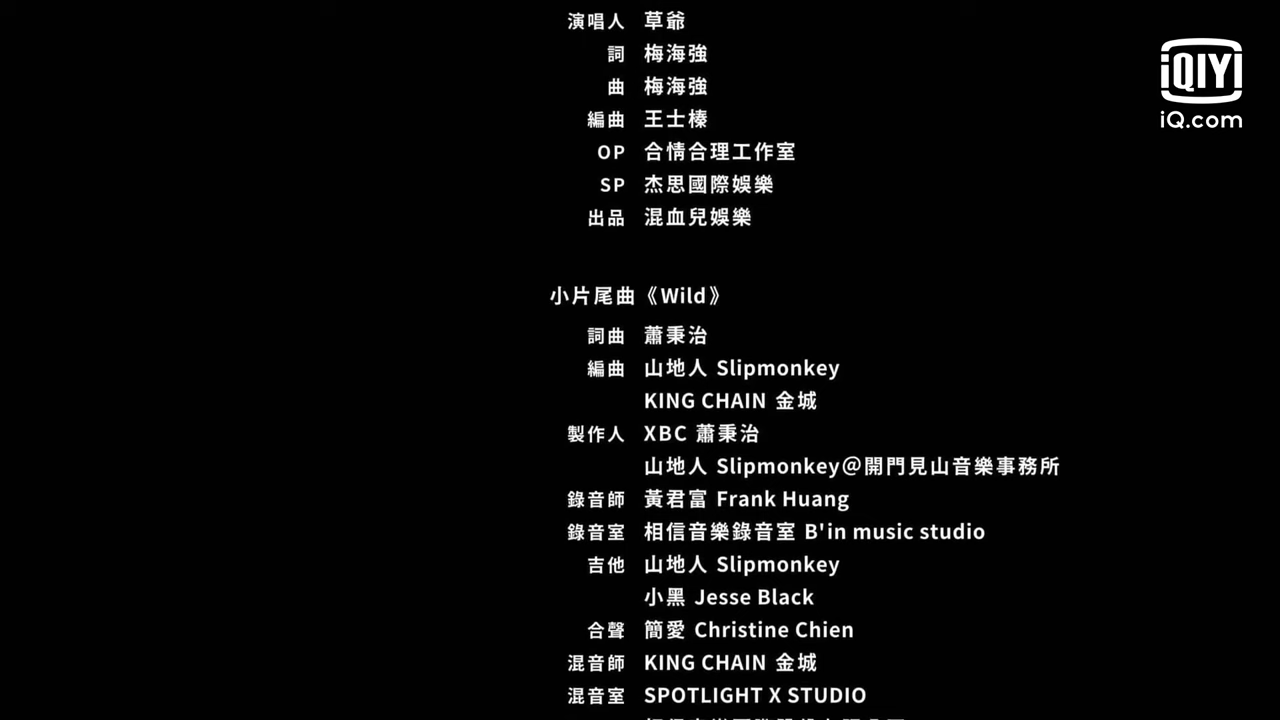 演唱人 草爺
詞 梅海強
曲 梅海強
編曲 王士榛
OP 合情合理工作室
SP 杰思國際娛樂
出品 混血兒娛樂
iQIYI
iQ.com
小片尾曲《Wild》
詞曲 蕭秉治
編曲 山地人 Slipmonkey
KING CHAIN 金城
製作人 XBC 蕭秉治
山地人 Slipmonkey@開門見山音樂事務所
錄音師 黃君富 Frank Huang
錄音室 相信音樂錄音室 B'in music studio
吉他 山地人 Slipmonkey
小黑 Jesse Black
合聲 簡愛 Christine Chien
混音師 KING CHAIN 金城
混音室 SPOTLIGHT X STUDIO